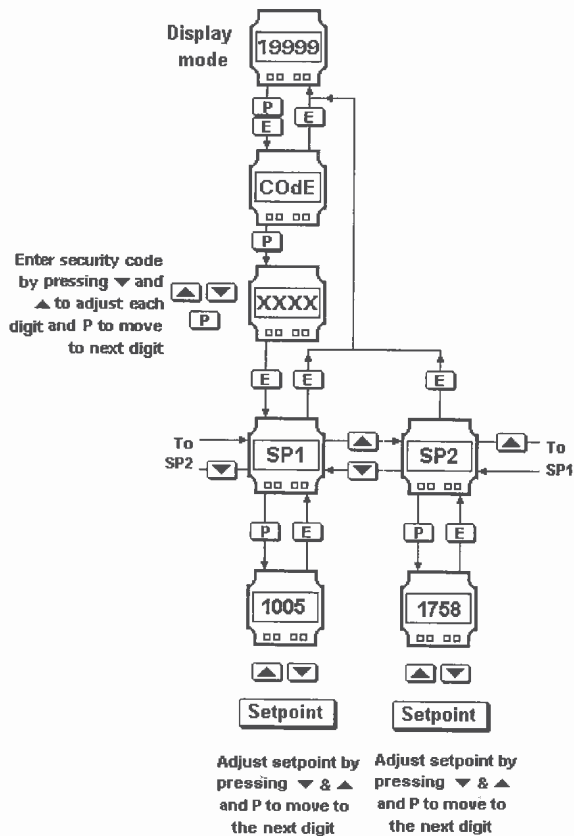 Display
mode
19999
P
E
E
COdE
P
Enter security code
by pressing ▼ and
▲ to adjust each
digit and P to move
to next digit
▲ ▼
P
XXXX
E
E
E
To
SP2
▼
SP1
▲
▼
SP2
▲
To
SP1
P
E
P
E
1005
1758
▲ ▼
▲ ▼
Setpoint
Setpoint
Adjust setpoint by
pressing ▼ & ▲
and P to move to
the next digit
Adjust setpoint by
pressing ▼ & ▲
and P to move to
the next digit